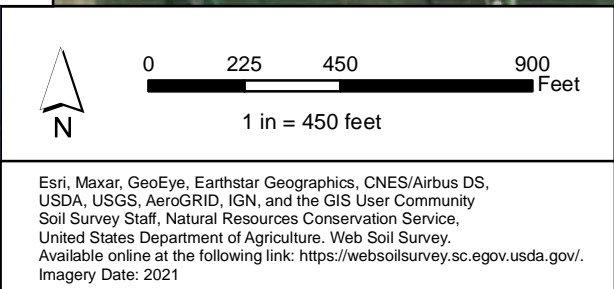 0 225 450 900
Feet
N
1 in = 450 feet
Esri, Maxar, GeoEye, Earthstar Geographics, CNES/Airbus DS,
USDA, USGS, AeroGRID, IGN, and the GIS User Community
Soil Survey Staff, Natural Resources Conservation Service,
United States Department of Agriculture. Web Soil Survey.
Available online at the following link: https://websoilsurvey.sc.egov.usda.gov/.
Imagery Date: 2021